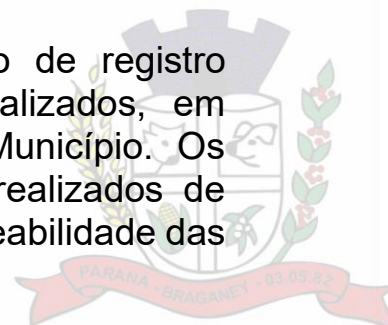 o de registro
alizados, em
Município. Os
realizados de
eabilidade das
PARANÁ - BRAGANEY - 03.05.82